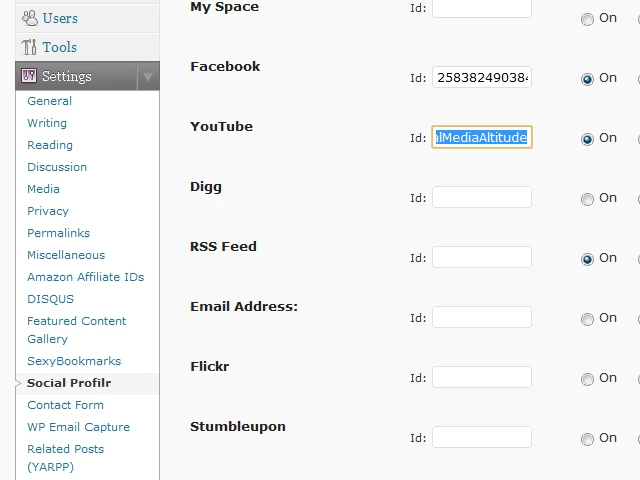 Users
Tools
Settings
General
Writing
Reading
Discussion
Media
Privacy
Permalinks
Miscellaneous
Amazon Affiliate IDs
DISQUS
Featured Content
Gallery
SexyBookmarks
Social Profilr
Contact Form
WP Email Capture
Related Posts
(YARPP)
My Space Id: On
Facebook Id: 258382490384 On
YouTube Id: alMediaAltitude On
Digg Id: On
RSS Feed Id: On
Email Address: Id: On
Flickr Id: On
Stumbleupon Id: On